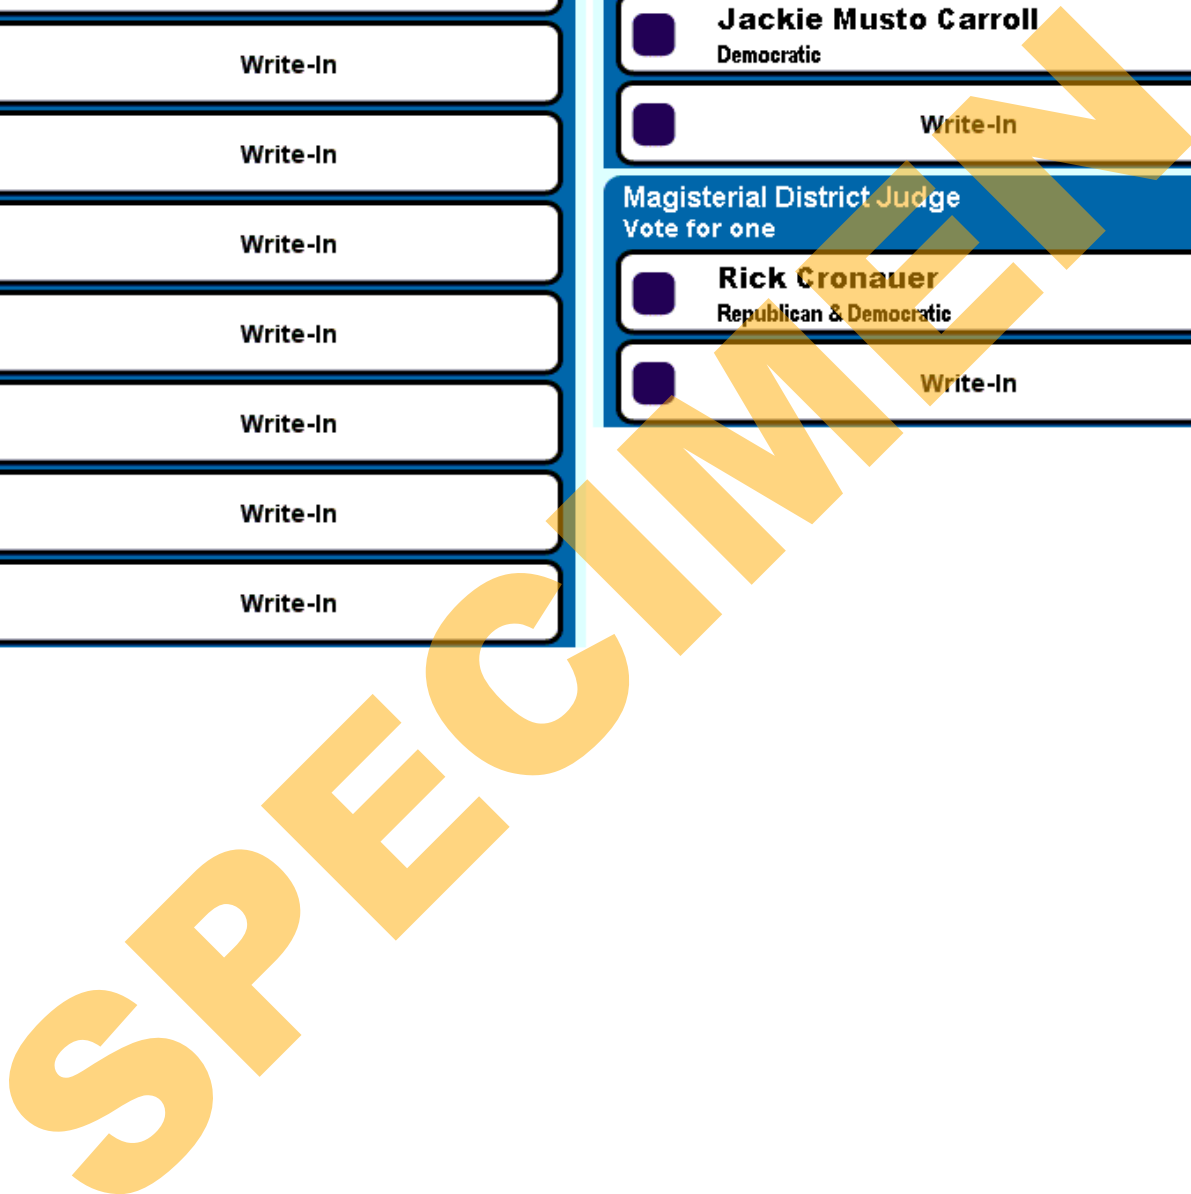 Write-In
Write-In
Write-In
Write-In
Write-In
Write-In
Write-In
Jackie Musto Carroll
Democratic
Write-In
Magisterial District Judge
Vote for one
Rick Cronauer
Republican & Democratic
Write-In
SPECIMEN